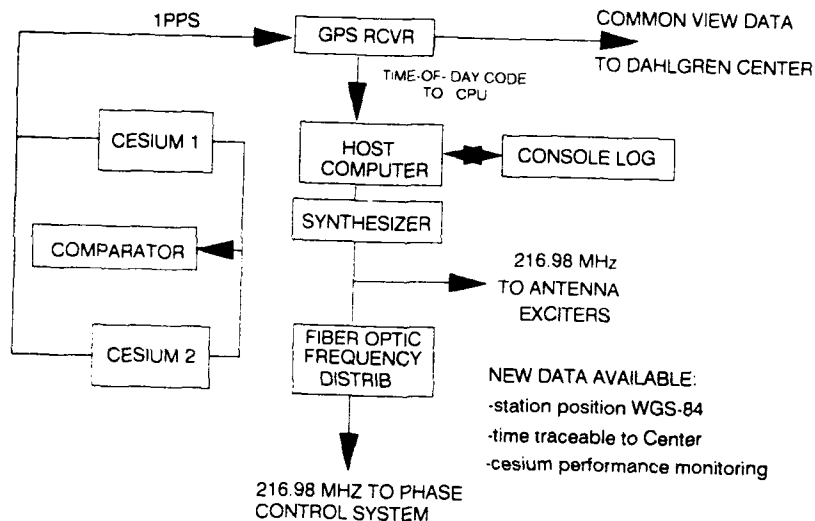 1PPS
GPS RCVR
COMMON VIEW DATA
TO DAHLGREN CENTER
TIME-OF-DAY CODE
TO CPU
CESIUM 1
HOST
COMPUTER
CONSOLE LOG
SYNTHESIZER
COMPARATOR
216.98 MHz
TO ANTENNA
EXCITERS
CESIUM 2
FIBER OPTIC
FREQUENCY
DISTRIB
NEW DATA AVAILABLE:
-station position WGS-84
-time traceable to Center
-cesium performance monitoring
216.98 MHZ TO PHASE
CONTROL SYSTEM